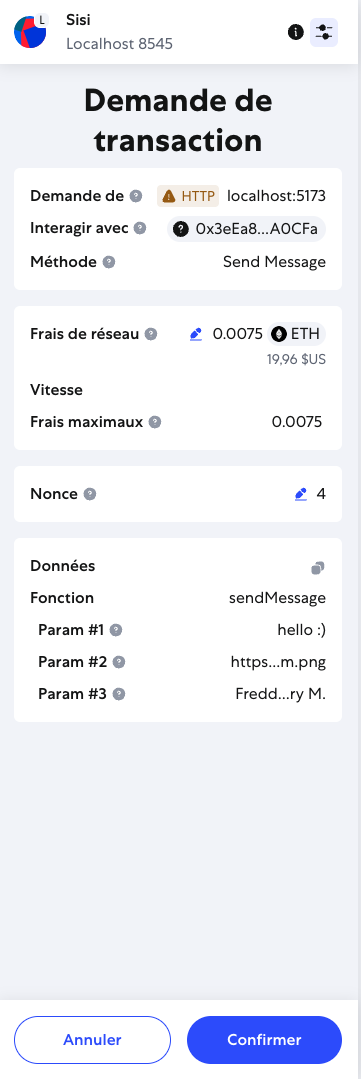 L Sisi
Localhost 8545
Demande de
transaction
Demande de HTTP localhost:5173
Interagir avec 0x3eEa8...A0CFa
Méthode Send Message
Frais de réseau 0.0075 ETH
19,96 $US
Vitesse
Frais maximaux 0.0075
Nonce 4
Données
Fonction sendMessage
Param #1 hello :)
Param #2 https...m.png
Param #3 Fredd...ry M.
Annuler Confirmer